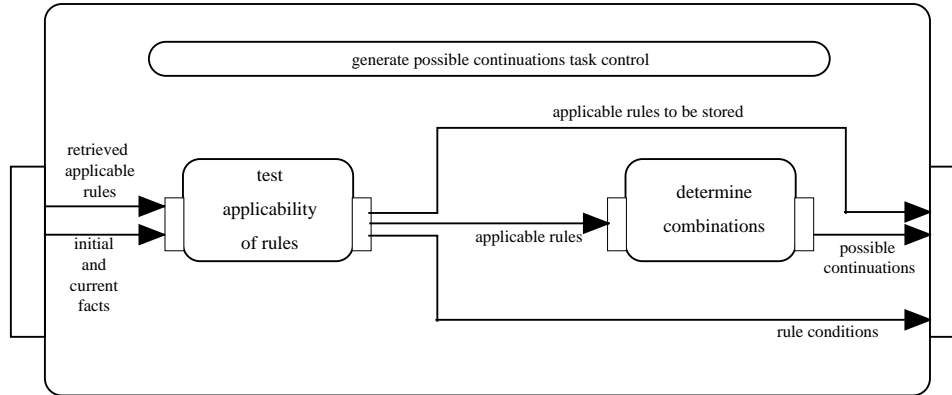 generate possible continuations task control
applicable rules to be stored
retrieved
applicable
rules
test
applicability
of rules
determine
combinations
applicable rules
initial
and
current
facts
possible
continuations
rule conditions